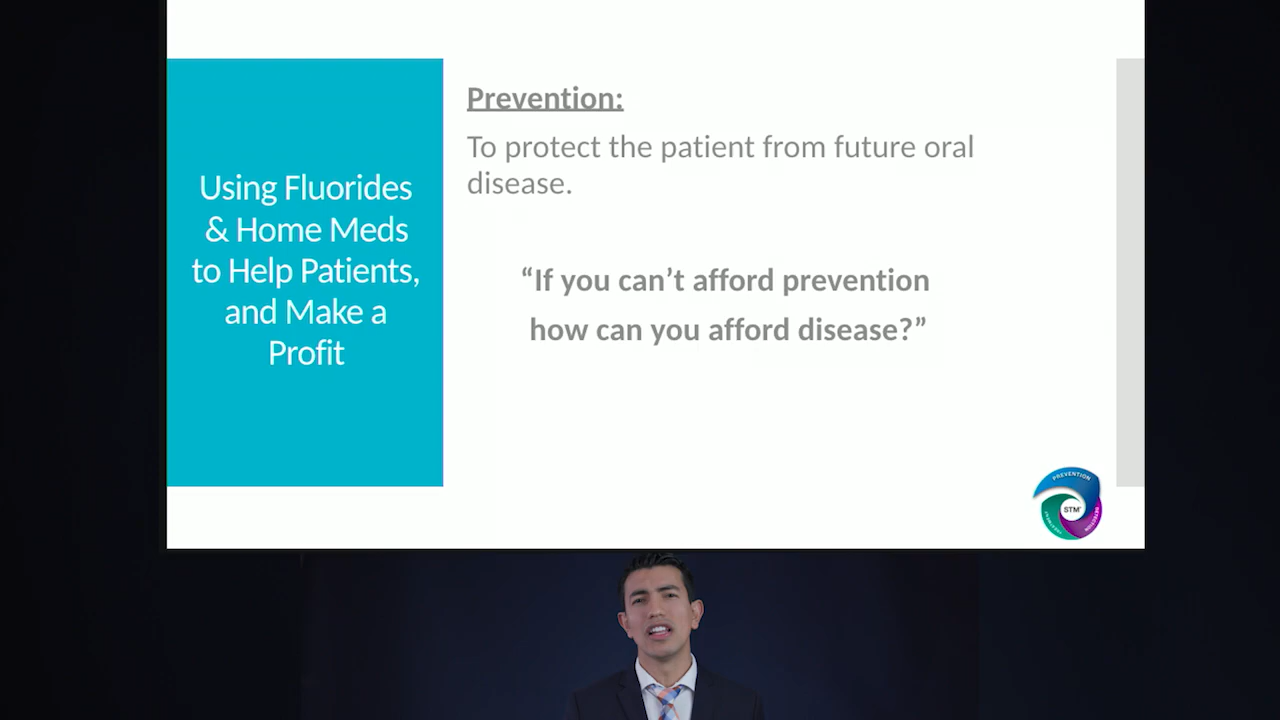 Using Fluorides
& Home Meds
to Help Patients,
and Make a
Profit
Prevention:
To protect the patient from future oral
disease.
“If you can’t afford prevention
how can you afford disease?”
PREVENTION
STM